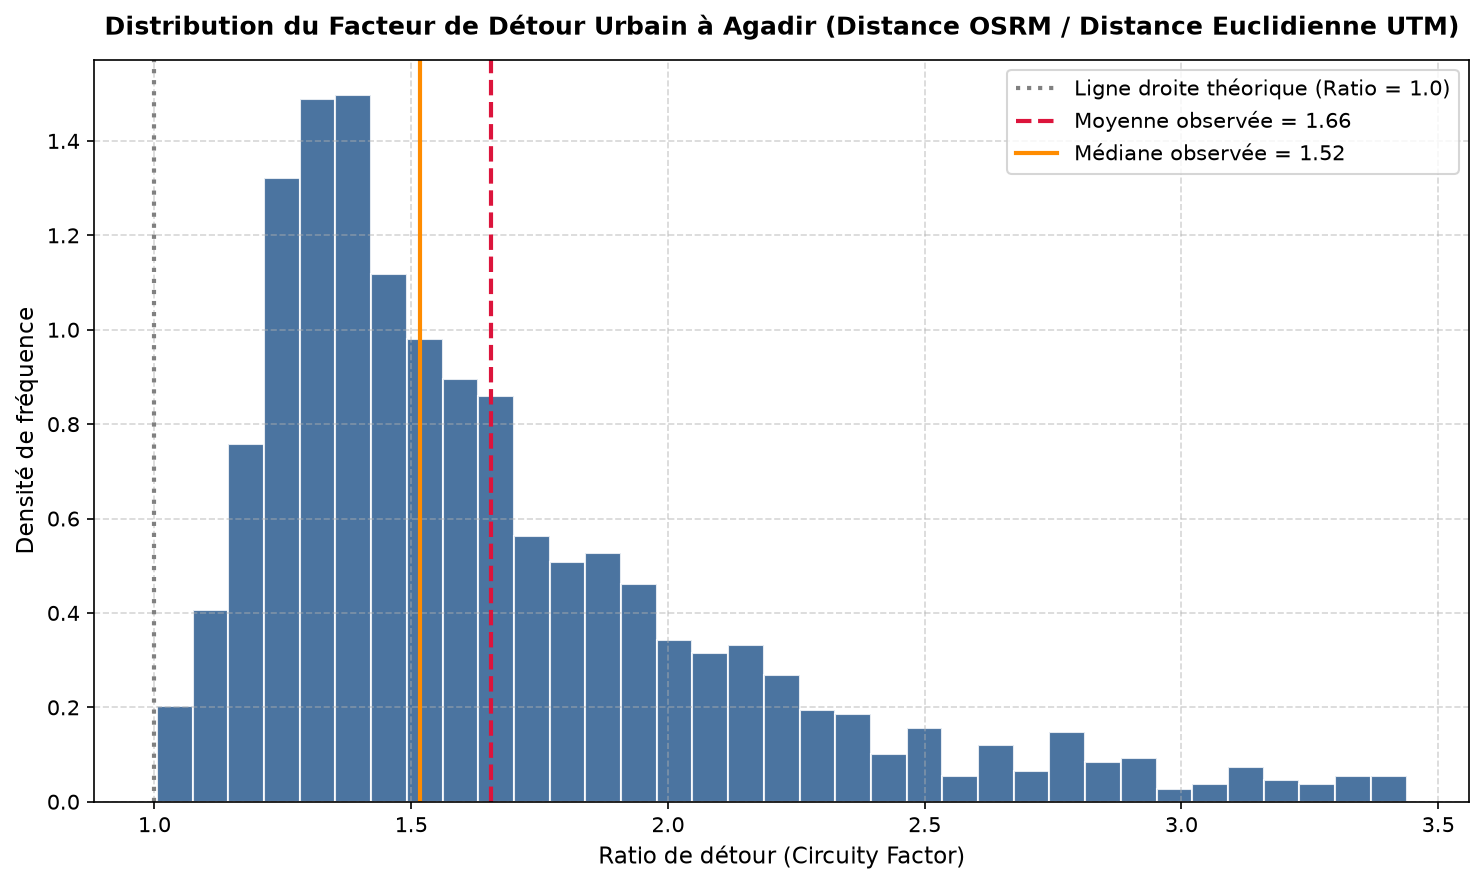 Distribution du Facteur de Détour Urbain à Agadir (Distance OSRM / Distance Euclidienne UTM)
Ligne droite théorique (Ratio = 1.0)
Moyenne observée = 1.66
Médiane observée = 1.52
Densité de fréquence
1.4
1.2
1.0
0.8
0.6
0.4
0.2
0.0
1.0 1.5 2.0 2.5 3.0 3.5
Ratio de détour (Circuity Factor)